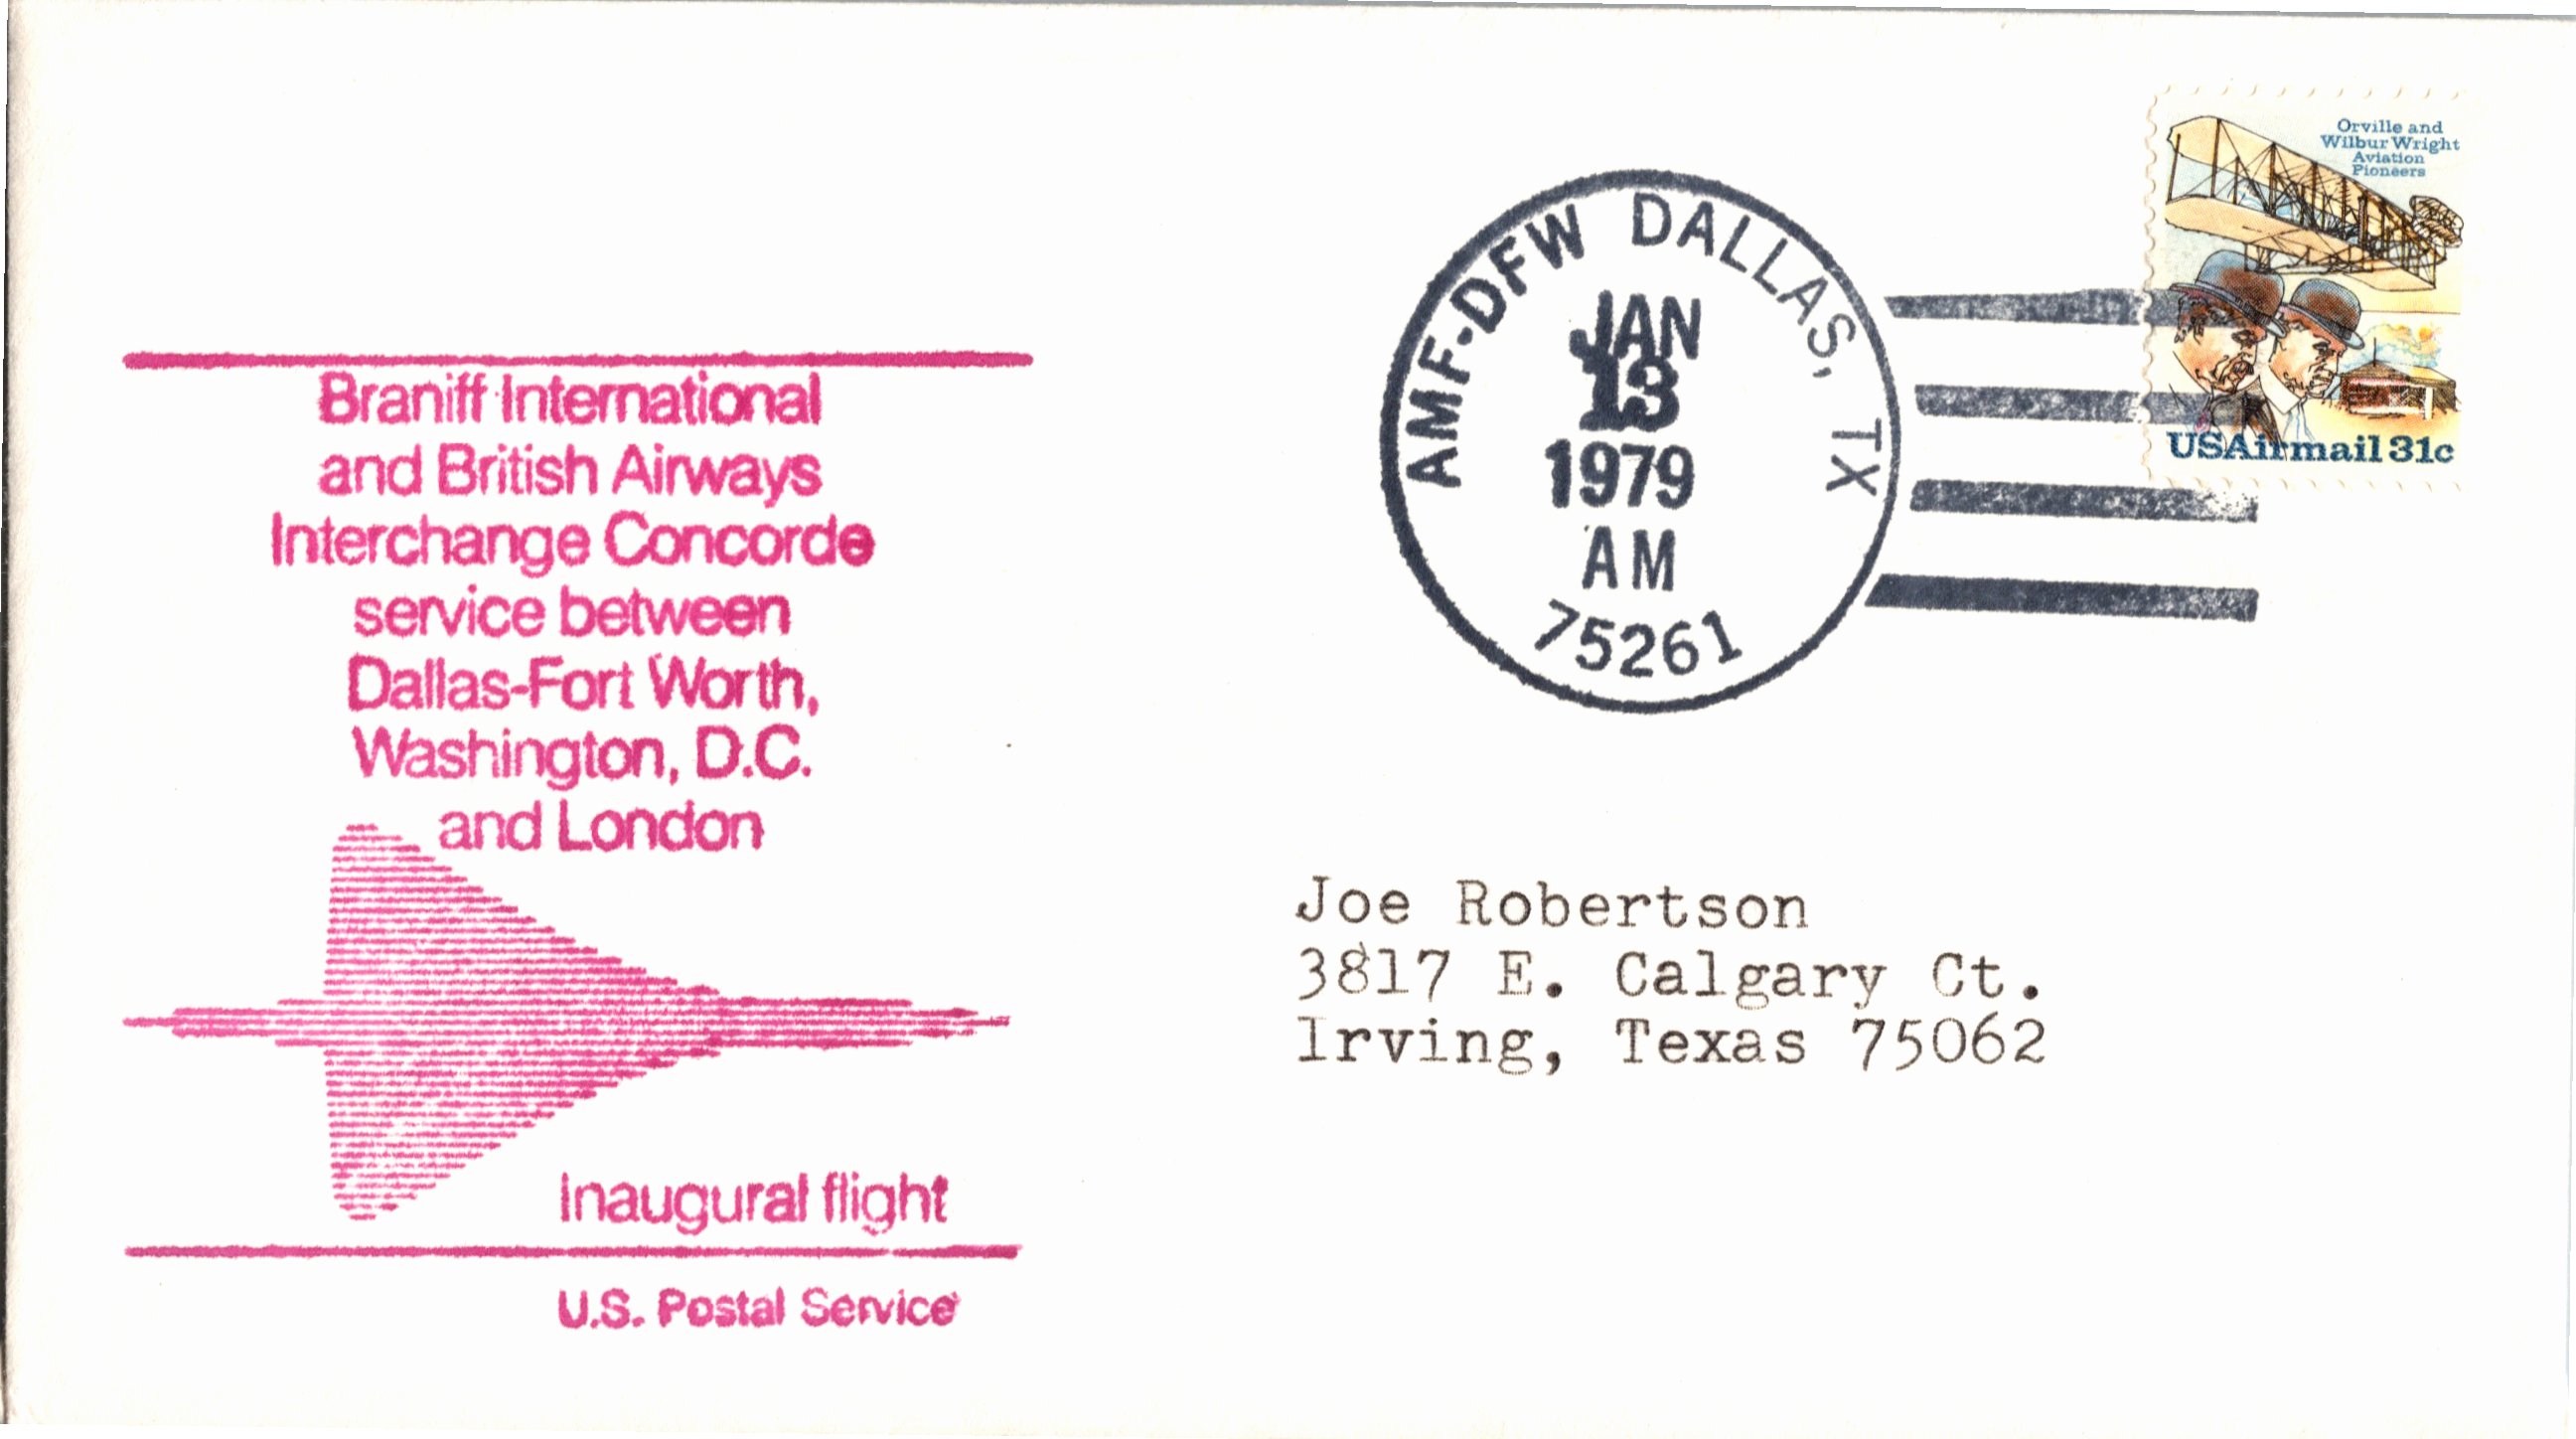 Orville and
Wilbur Wright
Aviation
Pioneers
USAirmail 31c
AMF-DFW DALLAS, TX
JAN
13
1979
AM
75261
Braniff International
and British Airways
Interchange Concorde
service between
Dallas-Fort Worth,
Washington, D.C.
and London
Inaugural flight
U.S. Postal Service
Joe Robertson
3817 E. Calgary Ct.
Irving, Texas 75062